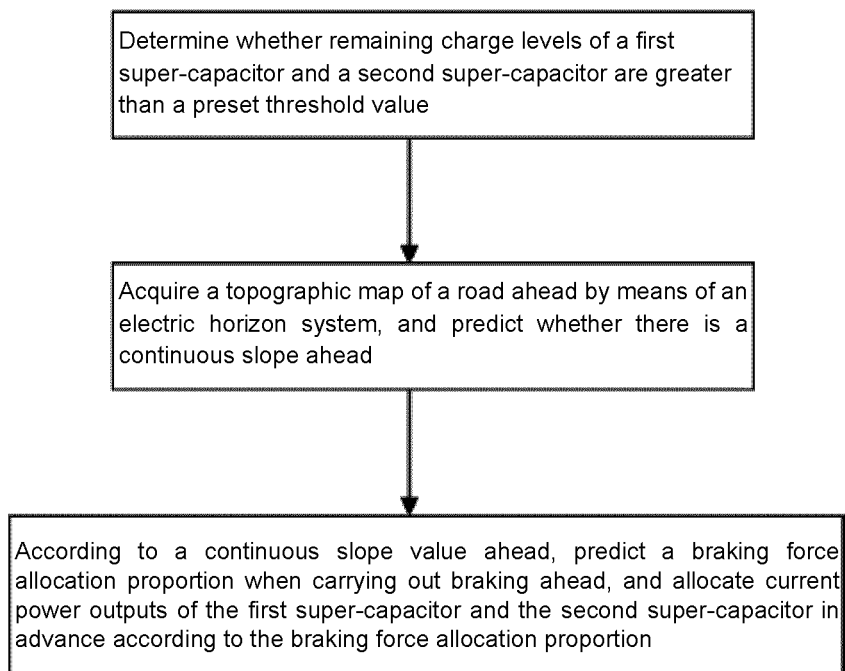 Determine whether remaining charge levels of a first
super-capacitor and a second super-capacitor are greater
than a preset threshold value
Acquire a topographic map of a road ahead by means of an
electric horizon system, and predict whether there is a
continuous slope ahead
According to a continuous slope value ahead, predict a braking force
allocation proportion when carrying out braking ahead, and allocate current
power outputs of the first super-capacitor and the second super-capacitor in
advance according to the braking force allocation proportion